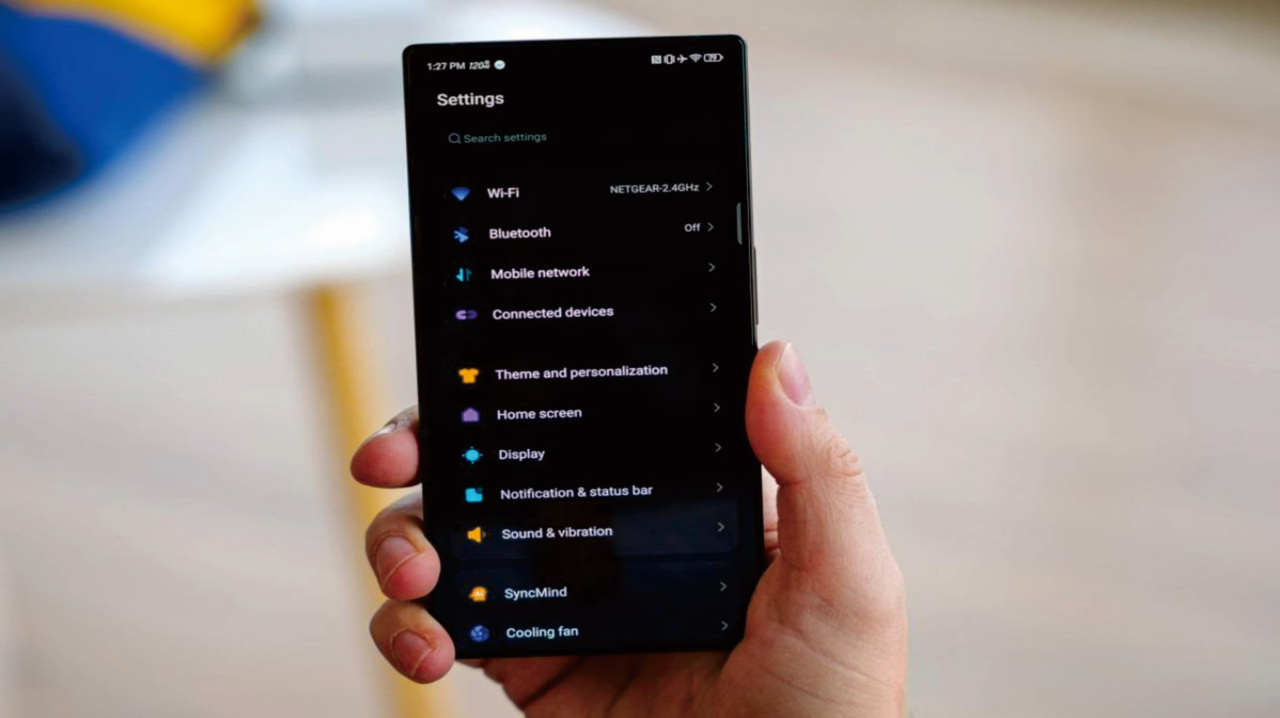 1:27 PM
Settings
Search settings
Wi-Fi NETGEAR-2.4GHz
Bluetooth Off
Mobile network
Connected devices
Theme and personalization
Home screen
Display
Notification & status bar
Sound & vibration
SyncMind
Cooling fan